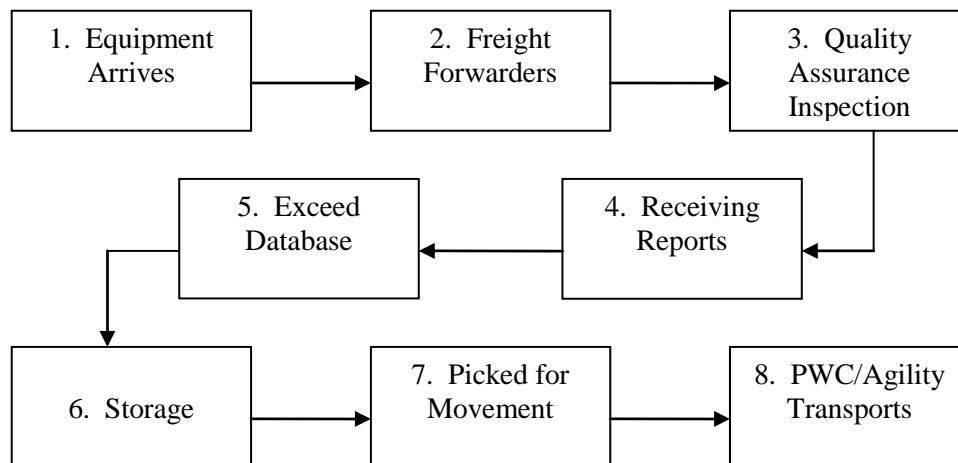 1. Equipment
Arrives
2. Freight
Forwarders
3. Quality
Assurance
Inspection
4. Receiving
Reports
5. Exceed
Database
6. Storage
7. Picked for
Movement
8. PWC/Agility
Transports